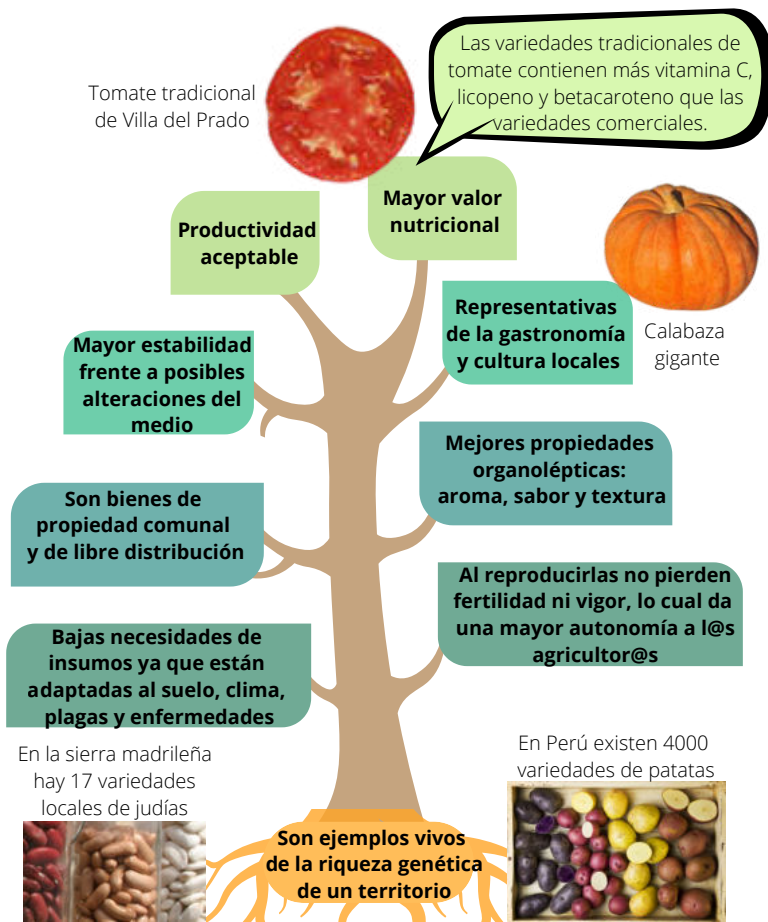 Las variedades tradicionales de
tomate contienen más vitamina C,
licopeno y betacaroteno que las
variedades comerciales.
Tomate tradicional
de Villa del Prado
Mayor valor
nutricional
Productividad
aceptable
Representativas
de la gastronomía
y cultura locales
Calabaza
gigante
Mayor estabilidad
frente a posibles
alteraciones del
medio
Mejores propiedades
organolépticas:
aroma, sabor y textura
Son bienes de
propiedad comunal
y de libre distribución
Al reproducirlas no pierden
fertilidad ni vigor, lo cual da
una mayor autonomía a l@s
agricultor@s
Bajas necesidades de
insumos ya que están
adaptadas al suelo, clima,
plagas y enfermedades
En la sierra madrileña
hay 17 variedades
locales de judías
En Perú existen 4000
variedades de patatas
Son ejemplos vivos
de la riqueza genética
de un territorio